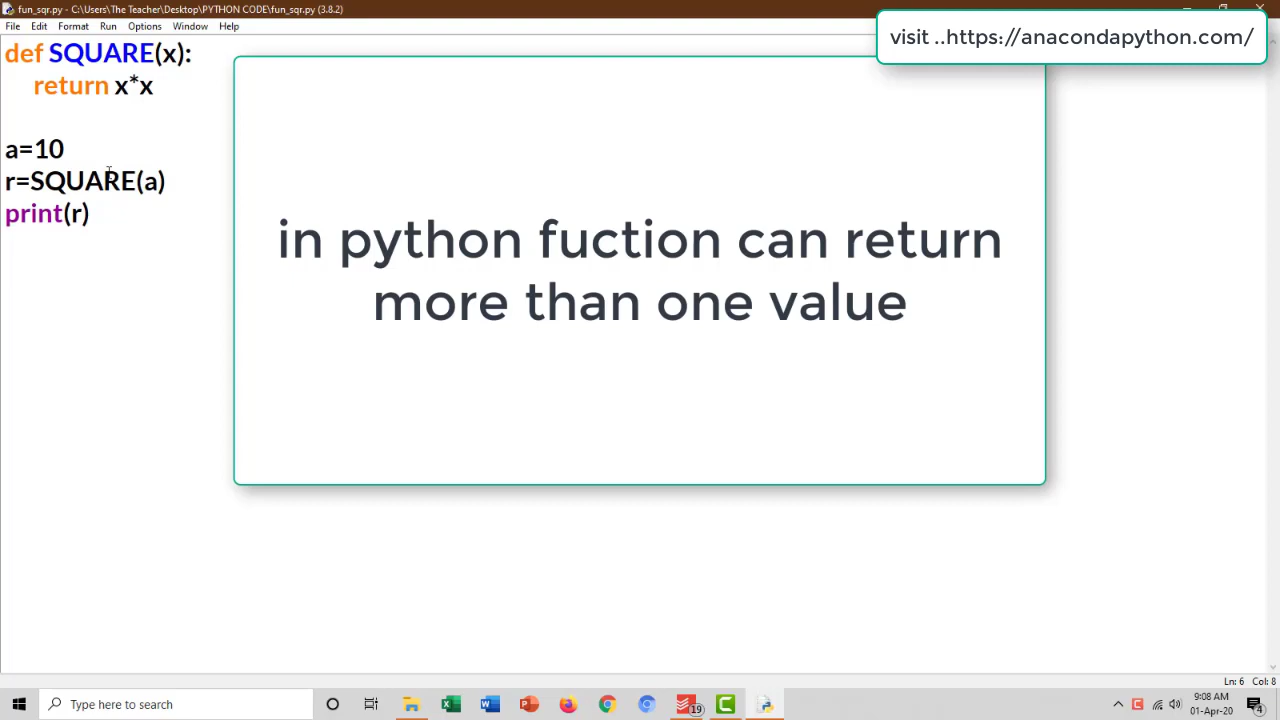 fun_sqr.py - C:\Users\The Teacher\Desktop\PYTHON CODE\fun_sqr.py (3.8.2)
File Edit Format Run Options Window Help
visit ..https://anacondapython.com/
def SQUARE(x):
return x*x
a=10
r=SQUARE(a)
print(r)
in python fuction can return
more than one value
Ln: 6 Col: 8
Type here to search
19
9:08 AM
01-Apr-20
4